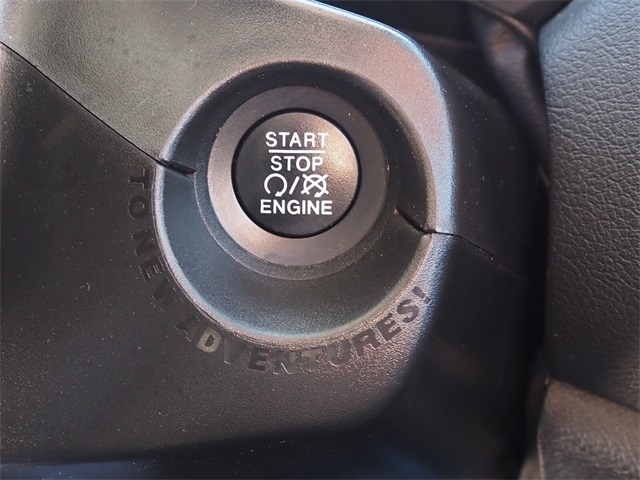 START
STOP
/
ENGINE
TO NEW ADVENTURES!